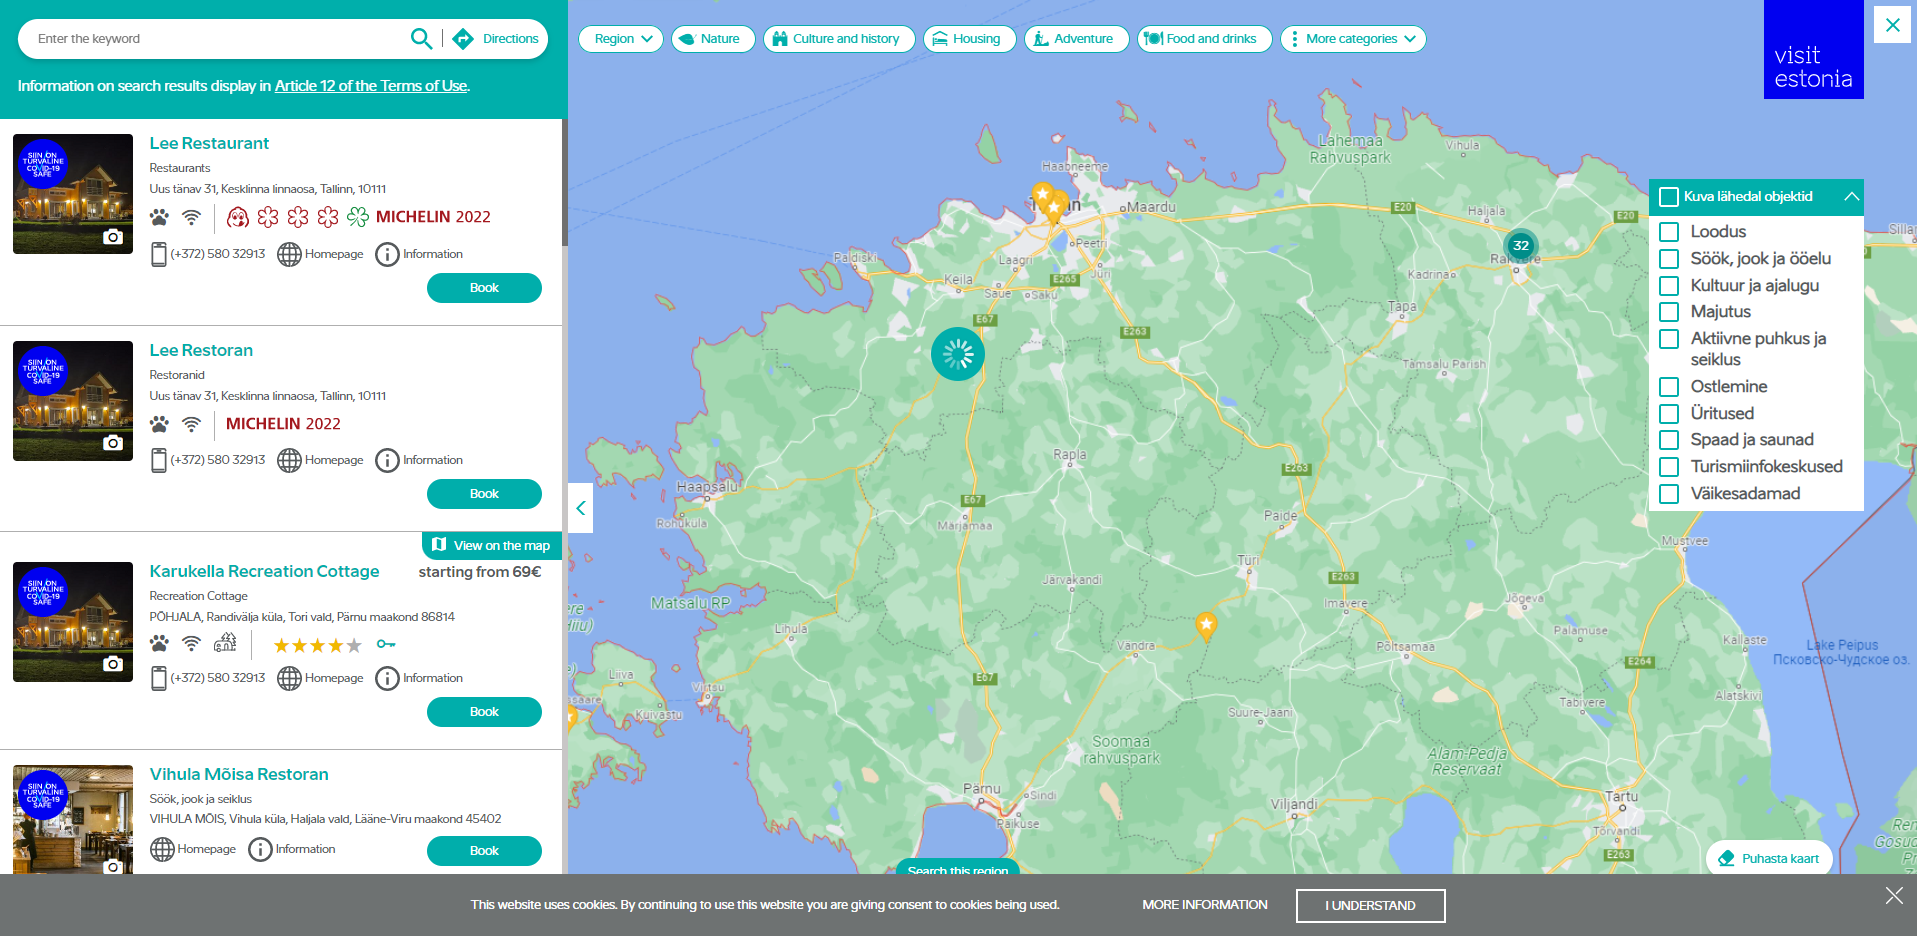 Enter the keyword
Directions
Information on search results display in Article 12 of the Terms of Use.
SIIN ON TURVALINE COVID-19 SAFE
Lee Restaurant
Restaurants
Uus tänav 31, Kesklinna linnaosa, Tallinn, 10111
MICHELIN 2022
(+372) 580 32913 Homepage Information
Book
SIIN ON TURVALINE COVID-19 SAFE
Lee Restoran
Restoranid
Uus tänav 31, Kesklinna linnaosa, Tallinn, 10111
MICHELIN 2022
(+372) 580 32913 Homepage Information
Book
View on the map
SIIN ON TURVALINE COVID-19 SAFE
Karukella Recreation Cottage
starting from 69€
Recreation Cottage
PÕHJALA, Randivälja küla, Tori vald, Pärnu maakond 86814
(+372) 580 32913 Homepage Information
Book
SIIN ON TURVALINE COVID-19 SAFE
Vihula Mõisa Restoran
Söök, jook ja seiklus
VIHULA MÕIS, Vihula küla, Haljala vald, Lääne-Viru maakond 45402
Homepage Information
Book
Region Nature Culture and history Housing Adventure Food and drinks More categories
visit
estonia
Kuva lähedal objektid
Loodus
Söök, jook ja ööelu
Kultuur ja ajalugu
Majutus
Aktiivne puhkus ja
seiklus
Ostlemine
Üritused
Spaad ja saunad
Turismiinfokeskused
Väikesadamad
Lahemaa
Rahvuspark
Vihula
Haabneeme
Maardu
E20
Haljala
E20
Peetri
32
Rakvere
Paldiski
Laagri
Jüri
Keila
E265
Kadrina
Saue
Saku
Tapa
E67
E263
Tamsalu Parish
Rapla
E263
Haapsalu
E67
Rohuküla
Märjamaa
Paide
Mustvee
Türi
Järvakandi
E263
Matsalu RP
Imavere
Jõgeva
Lihula
Vändra
Põltsamaa
Palamuse
Kallaste
Lake Peipus
Псковско-Чудское оз.
E264
Liiva
E67
Virtsu
Kuivastu
Suure-Jaani
Tabivere
Alatskivi
Soomaa
rahvuspark
Alam-Pedja
Reservaat
Pärnu
Sindi
Viljandi
Tartu
Paikuse
Tõrvandi
E263
Search this region
Puhasta kaart
This website uses cookies. By continuing to use this website you are giving consent to cookies being used.
MORE INFORMATION
I UNDERSTAND